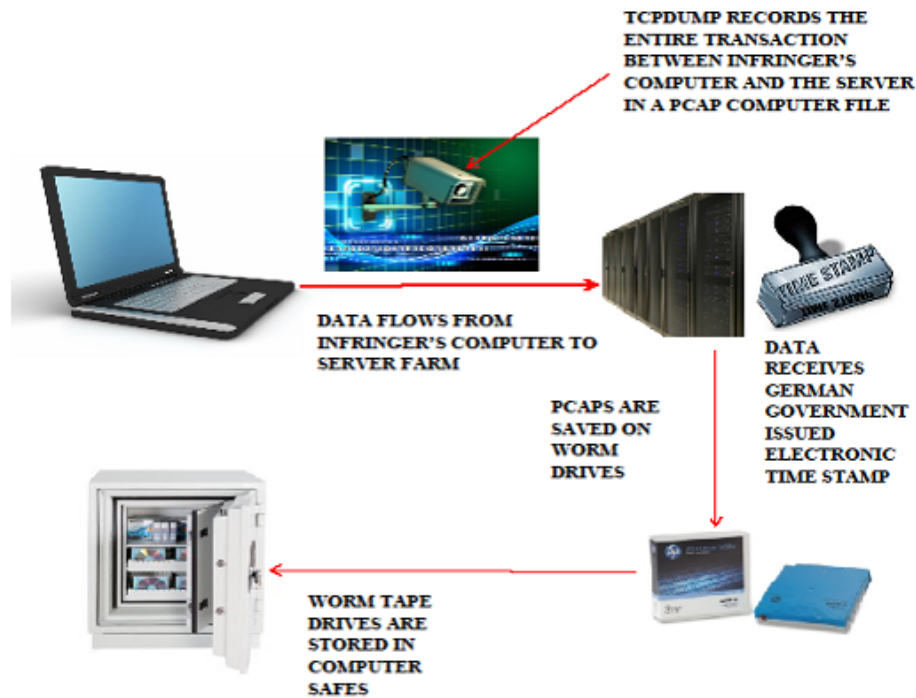 TCPDUMP RECORDS THE
ENTIRE TRANSACTION
BETWEEN INFRINGER'S
COMPUTER AND THE SERVER
IN A PCAP COMPUTER FILE
TIME STAMP
DATA FLOWS FROM
INFRINGER'S COMPUTER TO
SERVER FARM
DATA
RECEIVES
GERMAN
GOVERNMENT
ISSUED
ELECTRONIC
TIME STAMP
PCAPS ARE
SAVED ON
WORM
DRIVES
WORM TAPE
DRIVES ARE
STORED IN
COMPUTER
SAFES